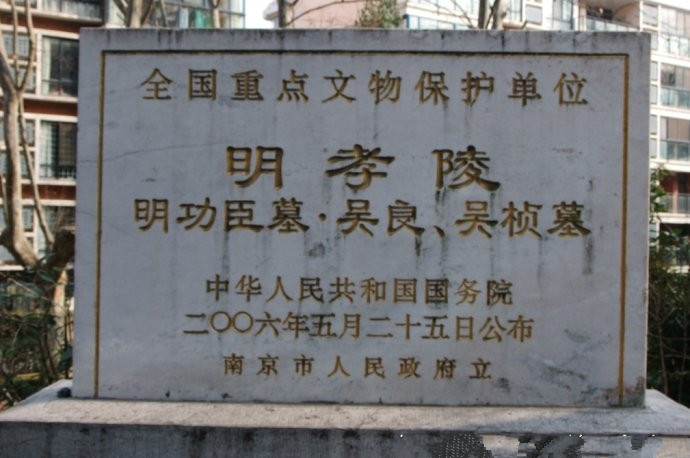 全国重点文物保护单位
明孝陵
明功臣墓·吴良、吴桢墓
中华人民共和国国务院
二〇〇六年五月二十五日公布
南京市人民政府立